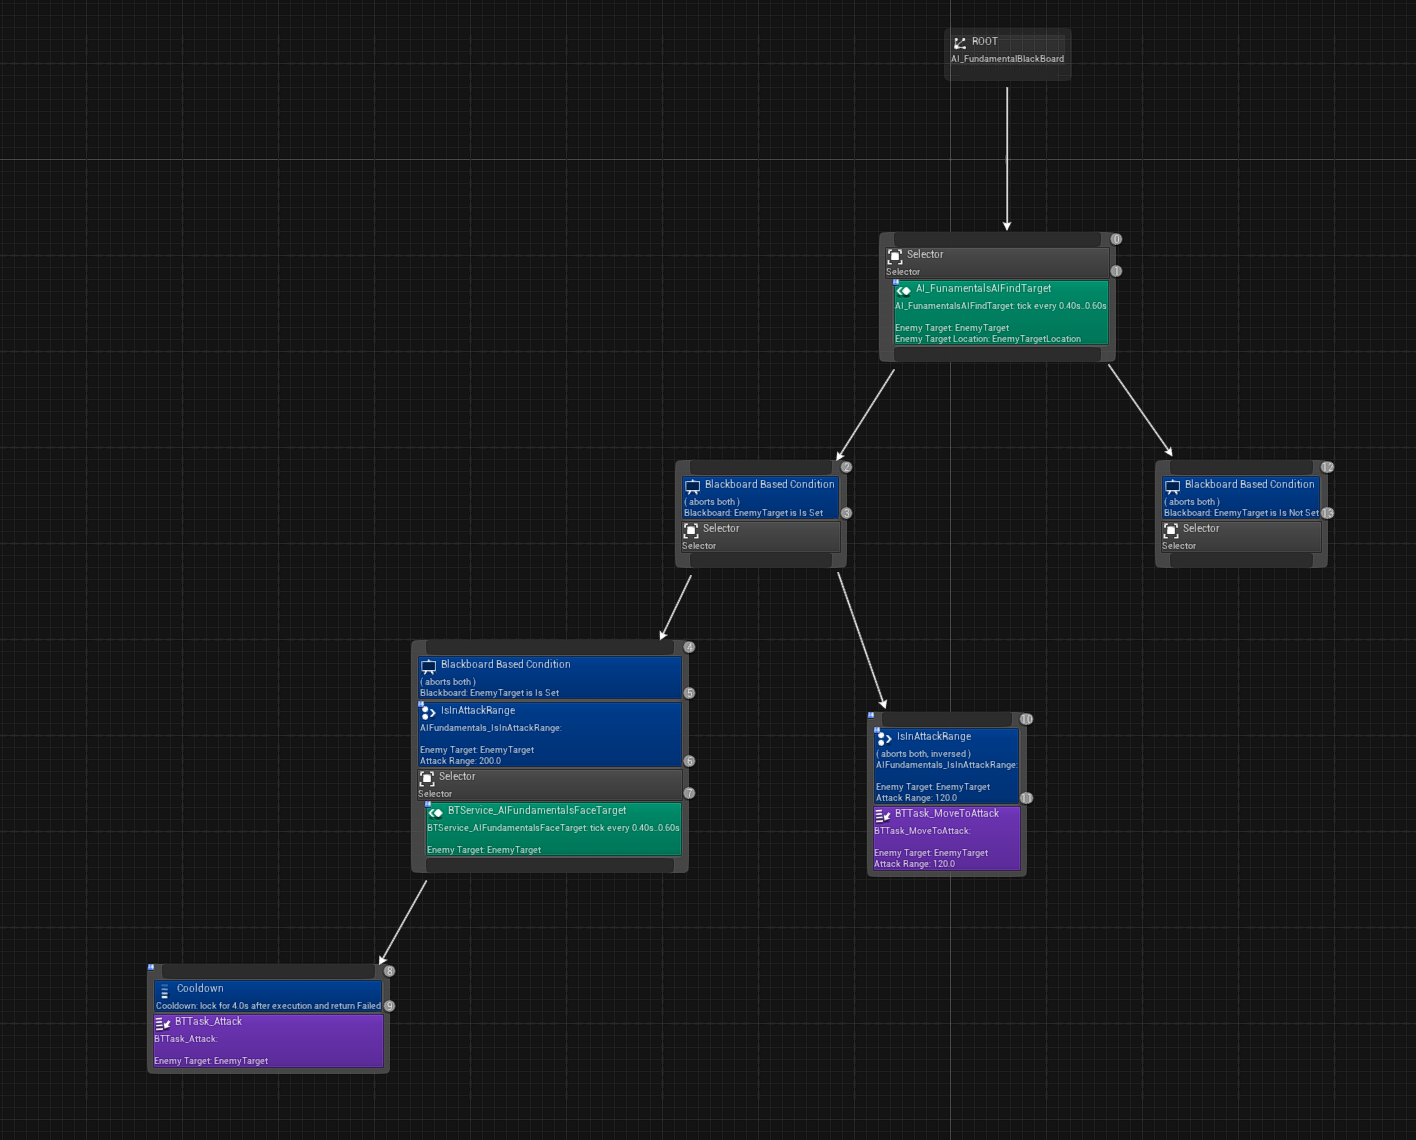 ROOT
AI_FundamentalBlackBoard
0
Selector
Selector
1
AI_FunamentalsAIFindTarget
AI_FunamentalsAIFindTarget: tick every 0.40s..0.60s
Enemy Target: EnemyTarget
Enemy Target Location: EnemyTargetLocation
2
Blackboard Based Condition
( aborts both )
Blackboard: EnemyTarget is Is Set
3
Selector
Selector
12
Blackboard Based Condition
( aborts both )
Blackboard: EnemyTarget is Is Not Set
13
Selector
Selector
4
Blackboard Based Condition
( aborts both )
Blackboard: EnemyTarget is Is Set
5
IsInAttackRange
AIFundamentals_IsInAttackRange:
Enemy Target: EnemyTarget
Attack Range: 200.0
6
Selector
Selector
7
BTService_AIFundamentalsFaceTarget
BTService_AIFundamentalsFaceTarget: tick every 0.40s..0.60s
Enemy Target: EnemyTarget
10
IsInAttackRange
( aborts both, inversed )
AIFundamentals_IsInAttackRange:
Enemy Target: EnemyTarget
Attack Range: 120.0
11
BTTask_MoveToAttack
BTTask_MoveToAttack:
Enemy Target: EnemyTarget
Attack Range: 120.0
8
Cooldown
Cooldown: lock for 4.0s after execution and return Failed
9
BTTask_Attack
BTTask_Attack:
Enemy Target: EnemyTarget